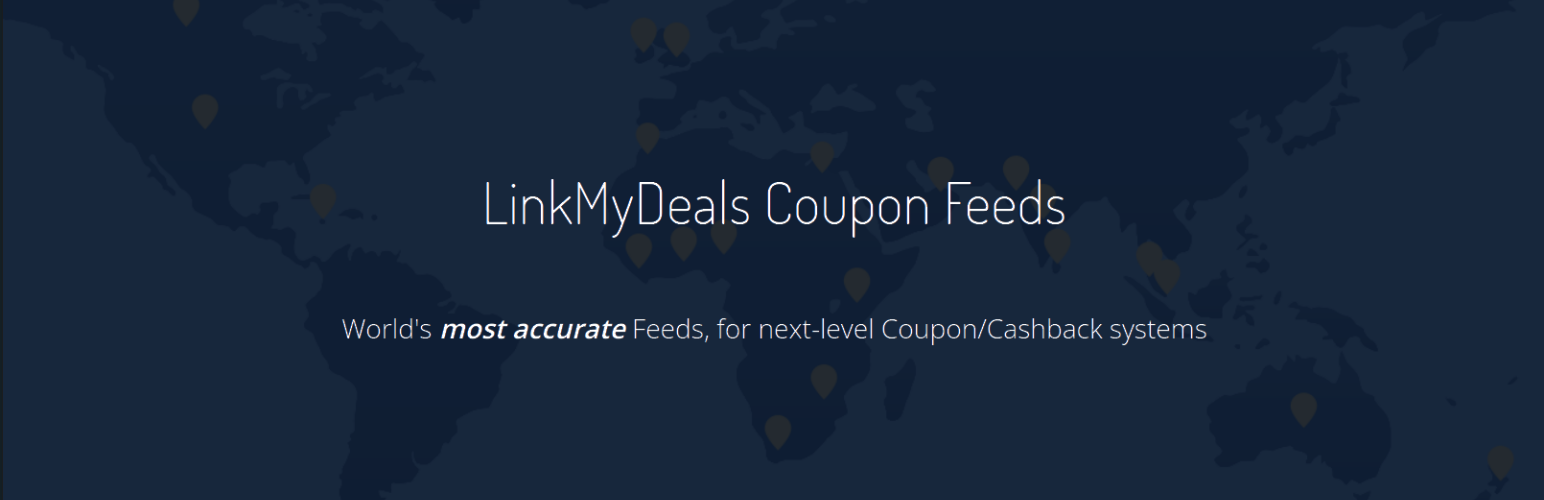 LinkMyDeals Coupon Feeds
World's most accurate Feeds, for next-level Coupon/Cashback systems